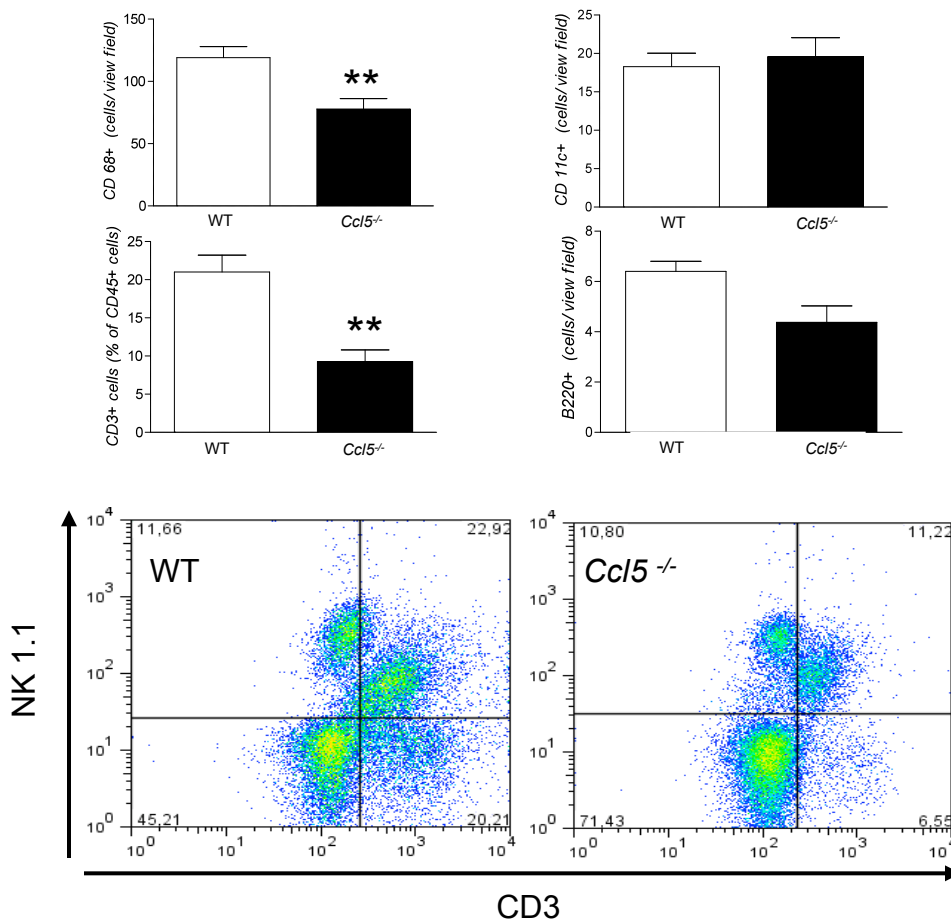 CD 68+ (cells/ view field)
150
100
50
0
**
WT
Ccl5-/-
CD 11c+ (cells/ view field)
25
20
15
10
5
0
WT
Ccl5-/-
CD3+ cells (% of CD45+ cells)
25
20
15
10
5
0
**
WT
Ccl5-/-
B220+ (cells/ view field)
8
6
4
2
0
WT
Ccl5-/-
NK 1.1
10⁴
10³
10²
10¹
10⁰
11,66 22,92
WT
45,21 20,21
10⁰ 10¹ 10² 10³ 10⁴
10⁴
10³
10²
10¹
10⁰
10,80 11,22
Ccl5 -/-
71,43 6,55
10⁰ 10¹ 10² 10³ 10⁴
CD3